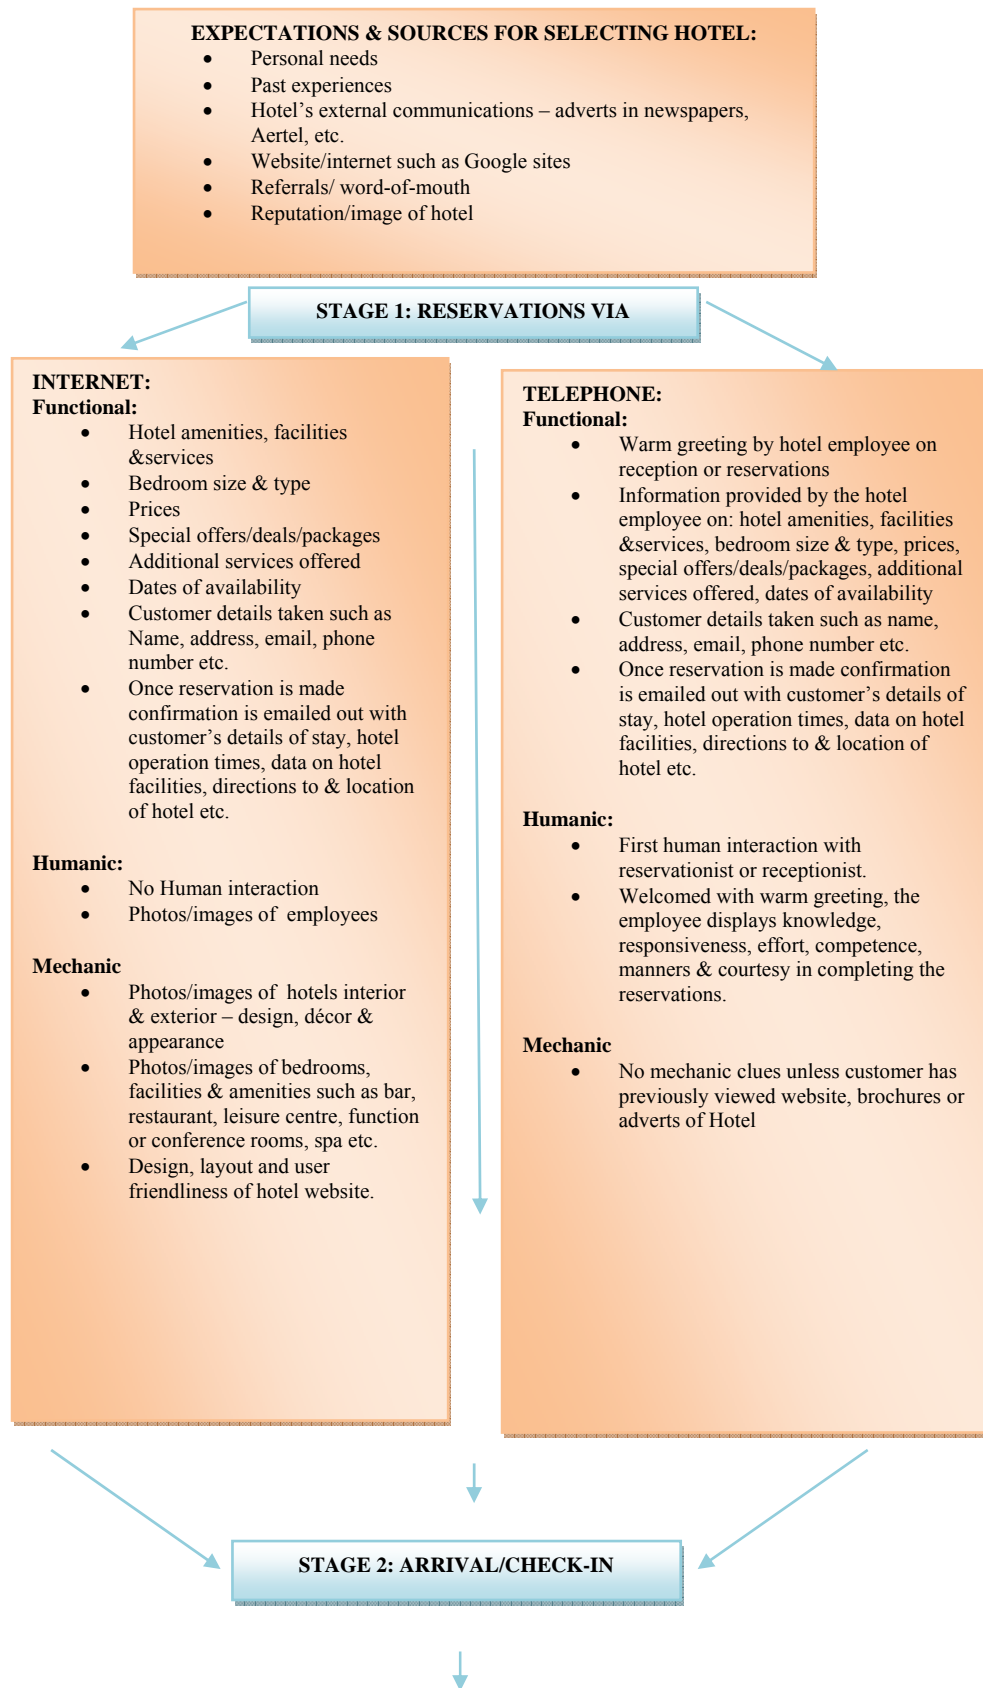 EXPECTATIONS & SOURCES FOR SELECTING HOTEL:
• Personal needs
• Past experiences
• Hotel’s external communications – adverts in newspapers,
Aertel, etc.
• Website/internet such as Google sites
• Referrals/ word-of-mouth
• Reputation/image of hotel
STAGE 1: RESERVATIONS VIA
INTERNET:
Functional:
• Hotel amenities, facilities
&services
• Bedroom size & type
• Prices
• Special offers/deals/packages
• Additional services offered
• Dates of availability
• Customer details taken such as
Name, address, email, phone
number etc.
• Once reservation is made
confirmation is emailed out with
customer’s details of stay, hotel
operation times, data on hotel
facilities, directions to & location
of hotel etc.
Humanic:
• No Human interaction
• Photos/images of employees
Mechanic
• Photos/images of hotels interior
& exterior – design, décor &
appearance
• Photos/images of bedrooms,
facilities & amenities such as bar,
restaurant, leisure centre, function
or conference rooms, spa etc.
• Design, layout and user
friendliness of hotel website.
TELEPHONE:
Functional:
• Warm greeting by hotel employee on
reception or reservations
• Information provided by the hotel
employee on: hotel amenities, facilities
&services, bedroom size & type, prices,
special offers/deals/packages, additional
services offered, dates of availability
• Customer details taken such as name,
address, email, phone number etc.
• Once reservation is made confirmation
is emailed out with customer’s details of
stay, hotel operation times, data on hotel
facilities, directions to & location of
hotel etc.
Humanic:
• First human interaction with
reservationist or receptionist.
• Welcomed with warm greeting, the
employee displays knowledge,
responsiveness, effort, competence,
manners & courtesy in completing the
reservations.
Mechanic
• No mechanic clues unless customer has
previously viewed website, brochures or
adverts of Hotel
STAGE 2: ARRIVAL/CHECK-IN